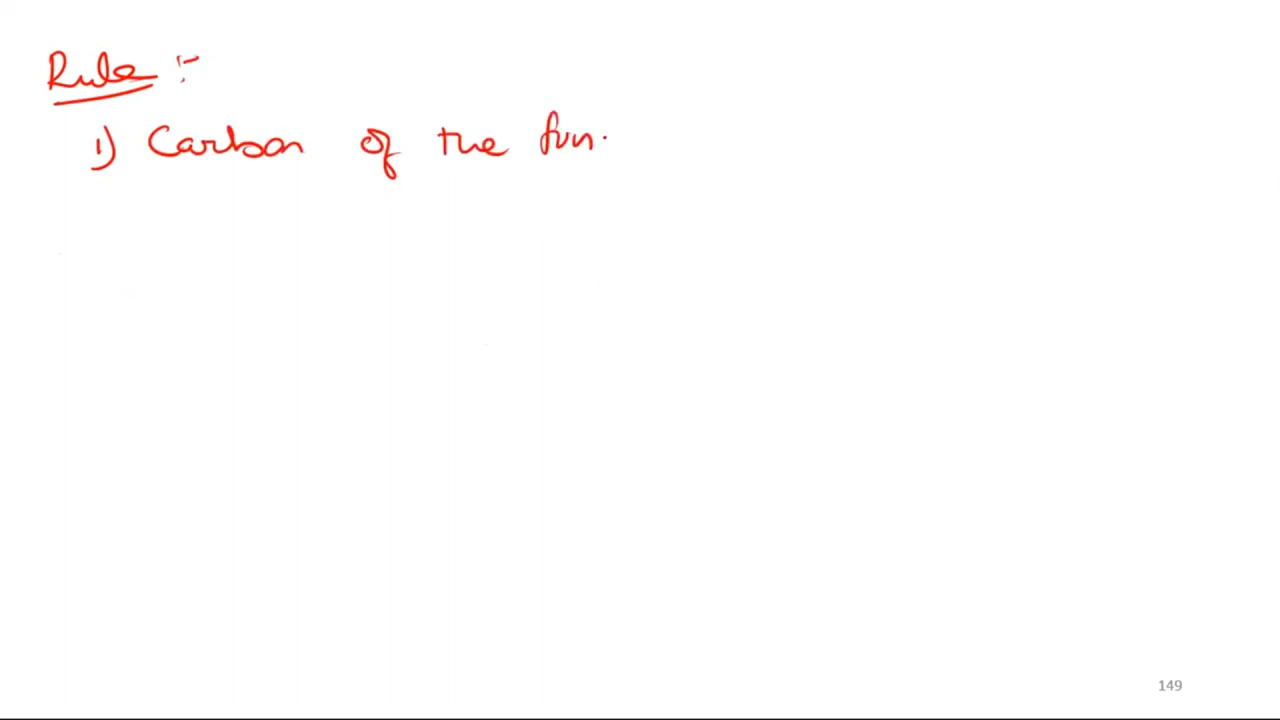 Rule :-
1) Carbon of the fun.
149